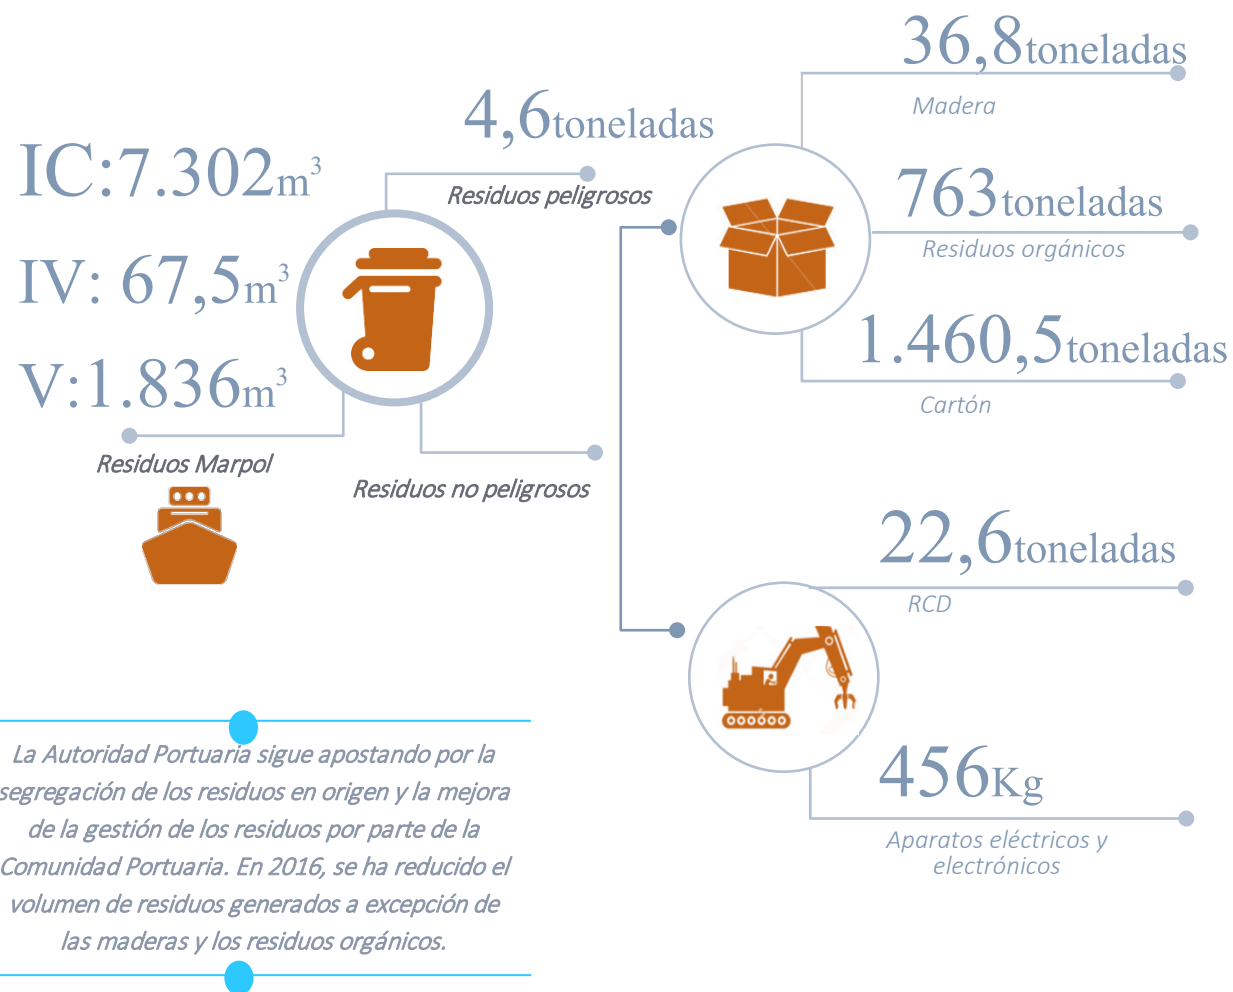 IC:7.302m³
IV: 67,5m³
V:1.836m³
Residuos Marpol
4,6toneladas
Residuos peligrosos
Residuos no peligrosos
36,8toneladas
Madera
763toneladas
Residuos orgánicos
1.460,5toneladas
Cartón
22,6toneladas
RCD
456Kg
Aparatos eléctricos y
electrónicos
La Autoridad Portuaria sigue apostando por la
segregación de los residuos en origen y la mejora
de la gestión de los residuos por parte de la
Comunidad Portuaria. En 2016, se ha reducido el
volumen de residuos generados a excepción de
las maderas y los residuos orgánicos.